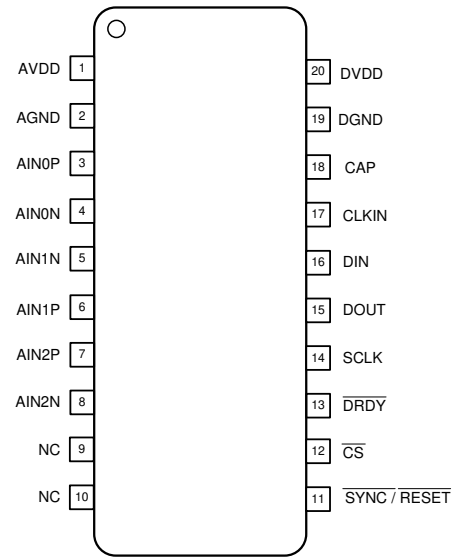 AVDD 1 20 DVDD
AGND 2 19 DGND
AIN0P 3 18 CAP
AIN0N 4 17 CLKIN
AIN1N 5 16 DIN
AIN1P 6 15 DOUT
AIN2P 7 14 SCLK
AIN2N 8 13 DRDY
NC 9 12 CS
NC 10 11 SYNC / RESET